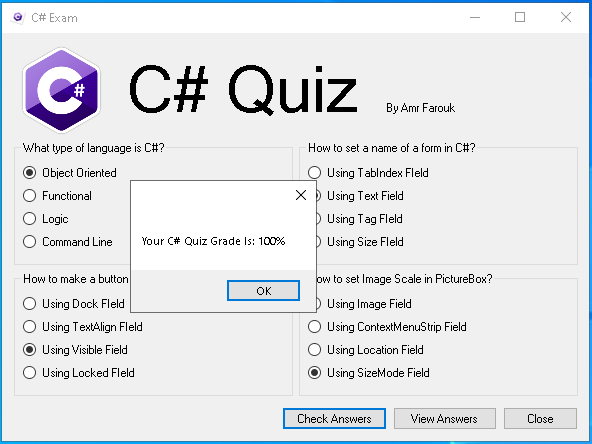 C# Exam
C#
C# Quiz
By Amr Farouk
What type of language is C#?
Object Oriented
Functional
Logic
Command Line
How to set a name of a form in C#?
Using TabIndex FIeld
Using Text Field
Using Tag FIeld
Using Size FIeld
Your C# Quiz Grade Is: 100%
OK
How to make a button
Using Dock FIeld
Using TextAlign FIeld
Using Visible Field
Using Locked FIeld
How to set Image Scale in PictureBox?
Using Image Field
Using ContextMenuStrip Field
Using Location Field
Using SizeMode Field
Check Answers
View Answers
Close